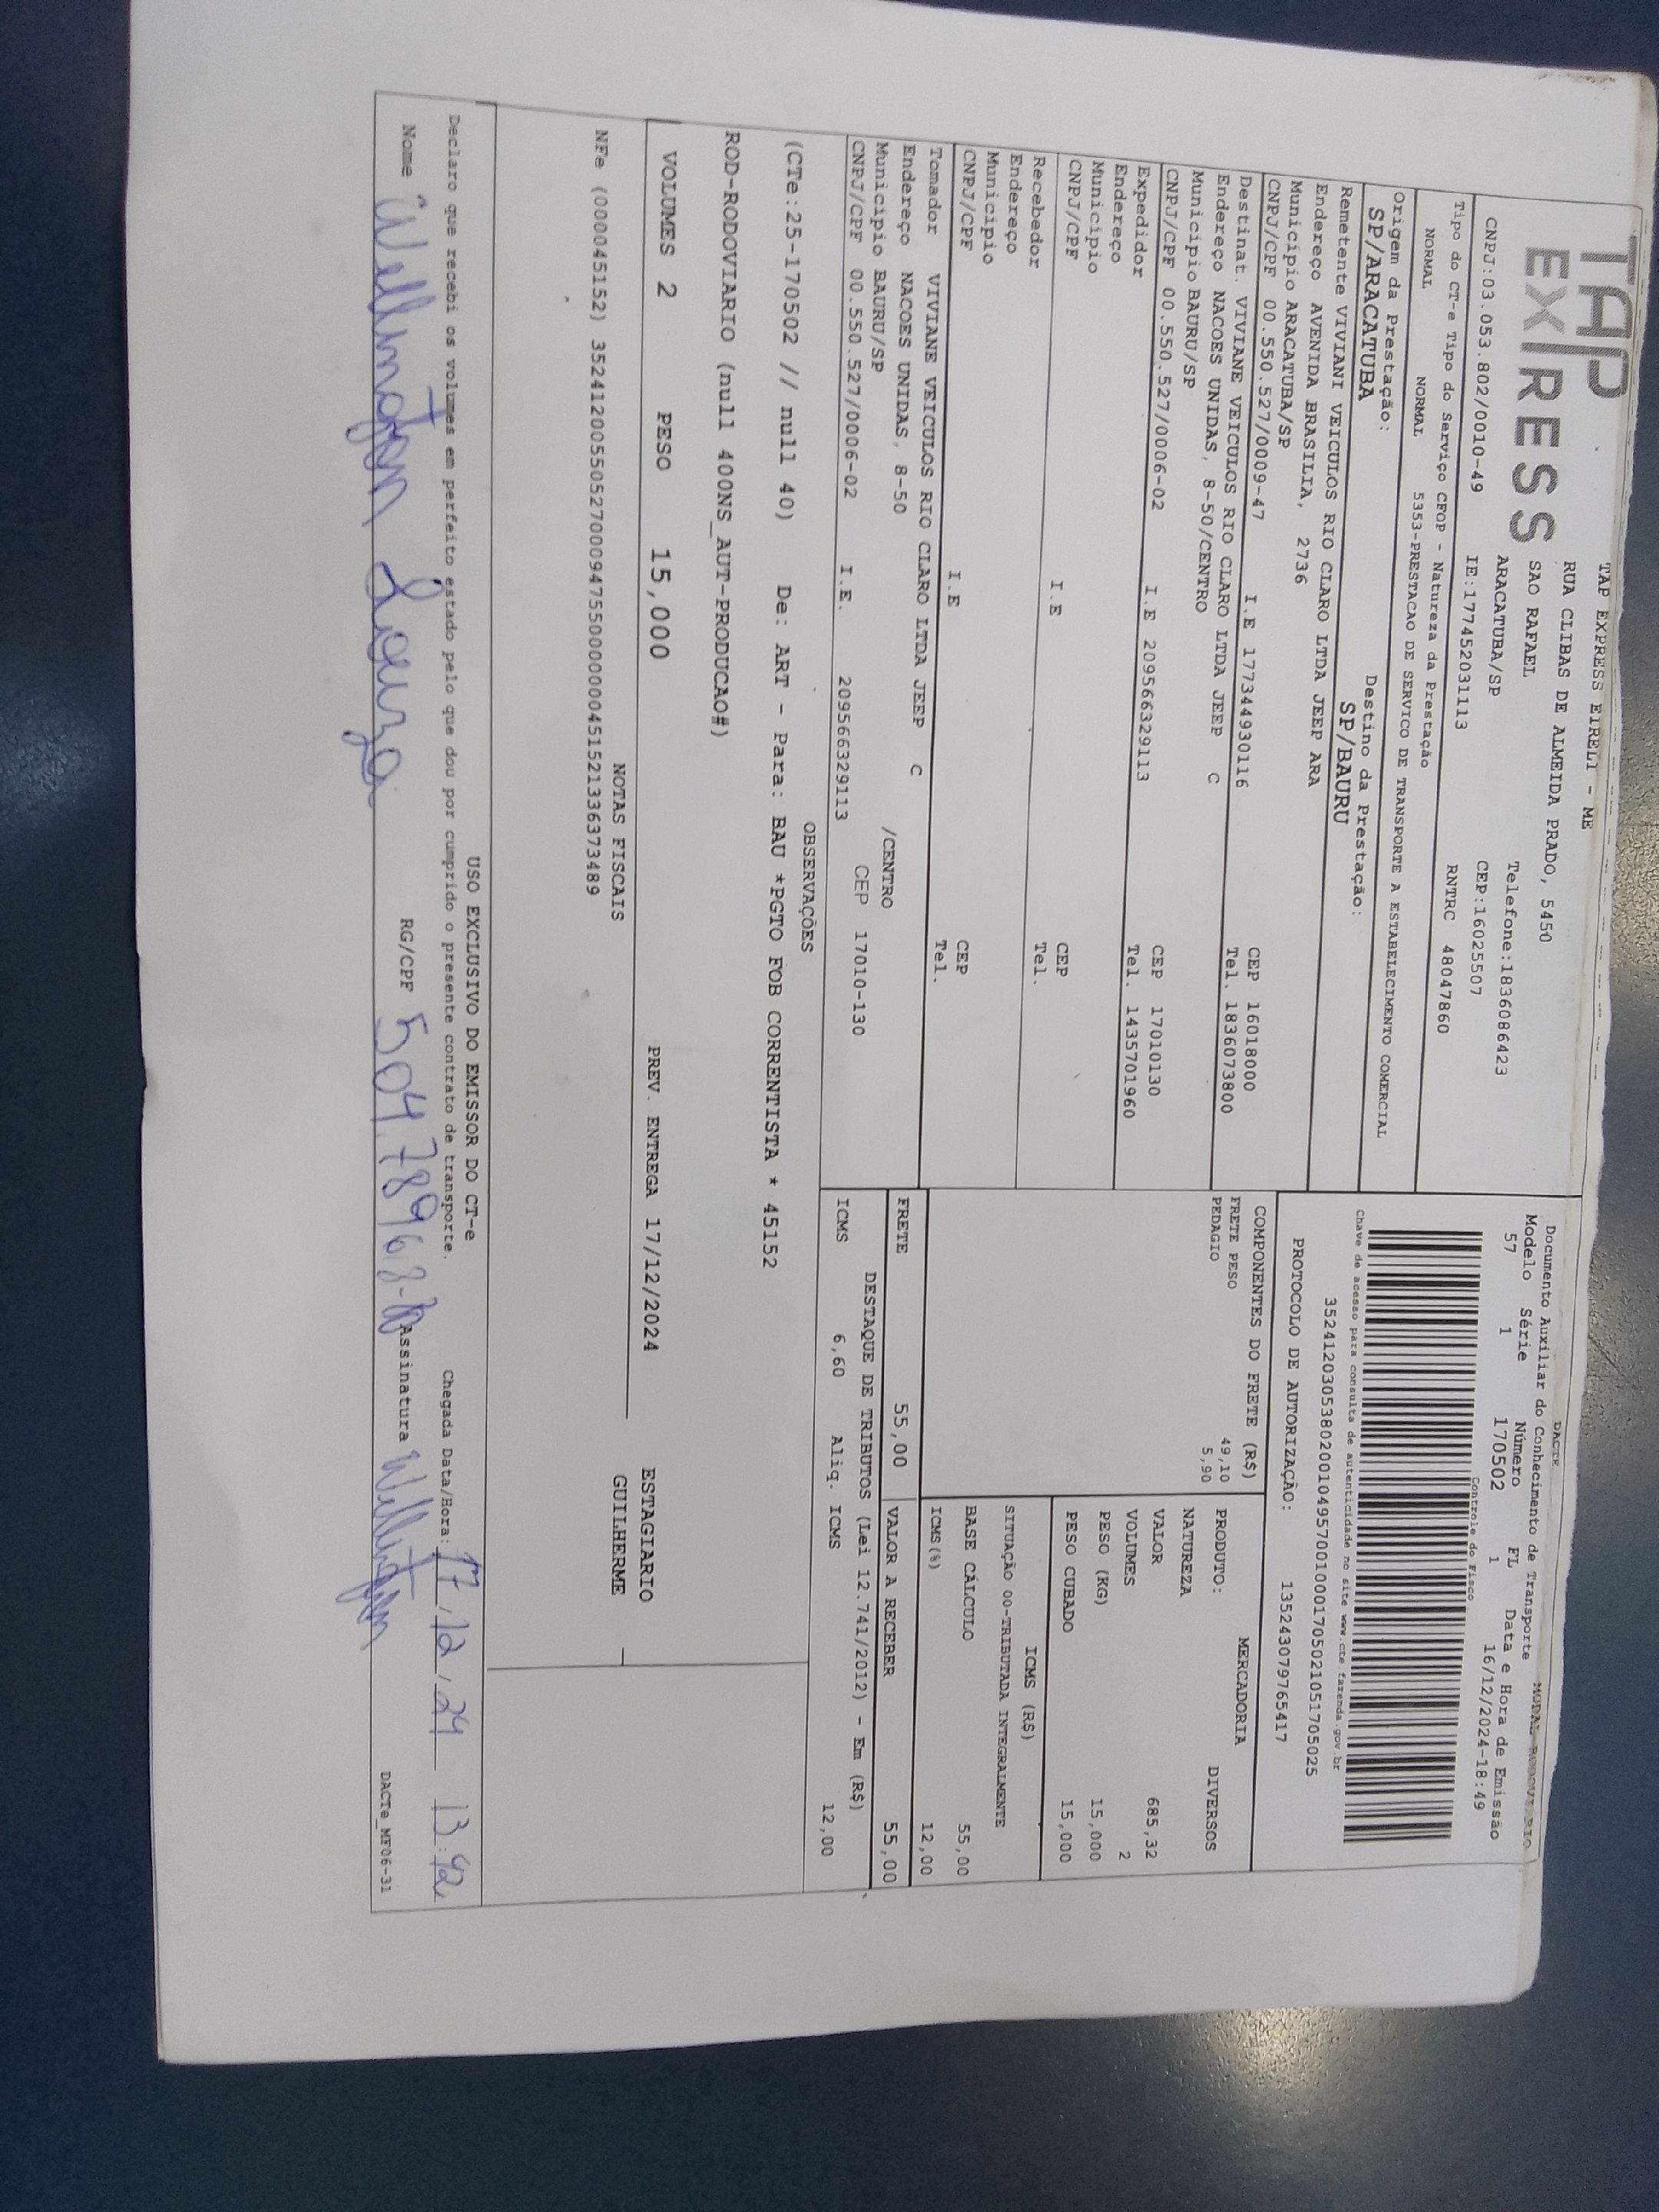 TAP EXPRESS
TAP EXPRESS EIRELI - ME
RUA CLIBAS DE ALMEIDA PRADO, 5450
SAO RAFAEL Telefone:1836086423
ARACATUBA/SP CEP:16025507
CNPJ:03.053.802/0010-49 IE:177452031113 RNTRC 48047860
Tipo do CT-e Tipo do Serviço CFOP - Natureza da Prestação
NORMAL NORMAL 5353-PRESTACAO DE SERVICO DE TRANSPORTE A ESTABELECIMENTO COMERCIAL
Origem da Prestação: Destino da Prestação:
SP/ARACATUBA SP/BAURU
Remetente VIVIANI VEICULOS RIO CLARO LTDA JEEP ARA
Endereço AVENIDA BRASILIA, 2736
Municipio ARACATUBA/SP CEP 16018000
CNPJ/CPF 00.550.527/0009-47 I.E 177344930116 Tel. 1836073800
Destinat. VIVIANE VEICULOS RIO CLARO LTDA JEEP C
Endereço NACOES UNIDAS, 8-50/CENTRO
Municipio BAURU/SP CEP 17010130
CNPJ/CPF 00.550.527/0006-02 I.E 209566329113 Tel. 1435701960
Expedidor
Endereço
Municipio CEP
CNPJ/CPF I.E Tel.
Recebedor
Endereço
Municipio CEP
CNPJ/CPF I.E Tel.
Tomador VIVIANE VEICULOS RIO CLARO LTDA JEEP C
Endereço NACOES UNIDAS, 8-50 /CENTRO
Municipio BAURU/SP CEP 17010-130
CNPJ/CPF 00.550.527/0006-02 I.E. 209566329113
DACTE MODAL RODOVIARIO
Documento Auxiliar do Conhecimento de Transporte
Modelo Série Número FL Data e Hora de Emissão
57 1 170502 1 16/12/2024-18:49
Controle do Fisco
Chave de acesso para consulta de autenticidade no site www.cte.fazenda.gov.br
35241203053802001049570010001705021051705025
PROTOCOLO DE AUTORIZAÇÃO: 135243079765417
COMPONENTES DO FRETE (R$)
FRETE PESO 49,10
PEDAGIO 5,90
MERCADORIA
PRODUTO: DIVERSOS
NATUREZA
VALOR 685,32
VOLUMES 2
PESO (KG) 15,000
PESO CUBADO 15,000
ICMS (R$)
SITUAÇÃO 00-TRIBUTADA INTEGRALMENTE
BASE CÁLCULO 55,00
ICMS(%) 12,00
FRETE 55,00 VALOR A RECEBER 55,00
DESTAQUE DE TRIBUTOS (Lei 12.741/2012) - Em (R$)
ICMS 6,60 Aliq. ICMS 12,00
OBSERVAÇÕES
(CTe:25-170502 // null 40) De: ART - Para: BAU *PGTO FOB CORRENTISTA * 45152
ROD-RODOVIARIO (null 400NS_AUT-PRODUCAO#)
VOLUMES 2 PESO 15,000 PREV. ENTREGA 17/12/2024 ESTAGIARIO
GUILHERME
NOTAS FISCAIS
NFe (000045152) 35241200550527000947550000000451521336373489
USO EXCLUSIVO DO EMISSOR DO CT-e
Declaro que recebi os volumes em perfeito estado pelo que dou por cumprido o presente contrato de transporte. Chegada Data/Hora: 17/12/24 13:42
Nome Wellington Souza RG/CPF 504.789.68- Assinatura Wellington
DACTe_MF06-31